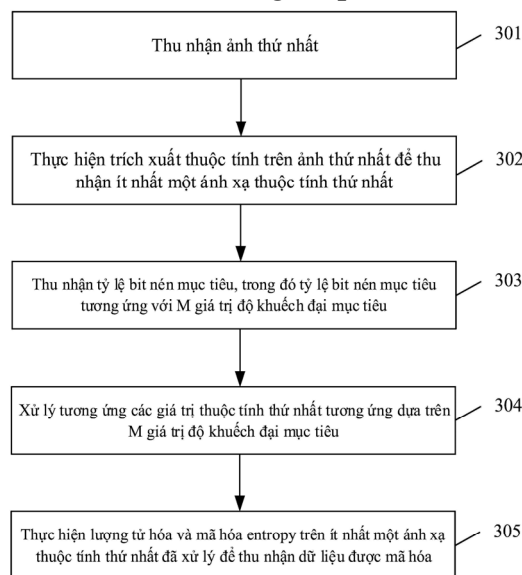 Thu nhận ảnh thứ nhất
301
Thực hiện trích xuất thuộc tính trên ảnh thứ nhất để thu
nhận ít nhất một ánh xạ thuộc tính thứ nhất
302
Thu nhận tỷ lệ bit nén mục tiêu, trong đó tỷ lệ bit nén mục tiêu
tương ứng với M giá trị độ khuếch đại mục tiêu
303
Xử lý tương ứng các giá trị thuộc tính thứ nhất tương ứng dựa trên
M giá trị độ khuếch đại mục tiêu
304
Thực hiện lượng tử hóa và mã hóa entropy trên ít nhất một ánh xạ
thuộc tính thứ nhất đã xử lý để thu nhận dữ liệu được mã hóa
305